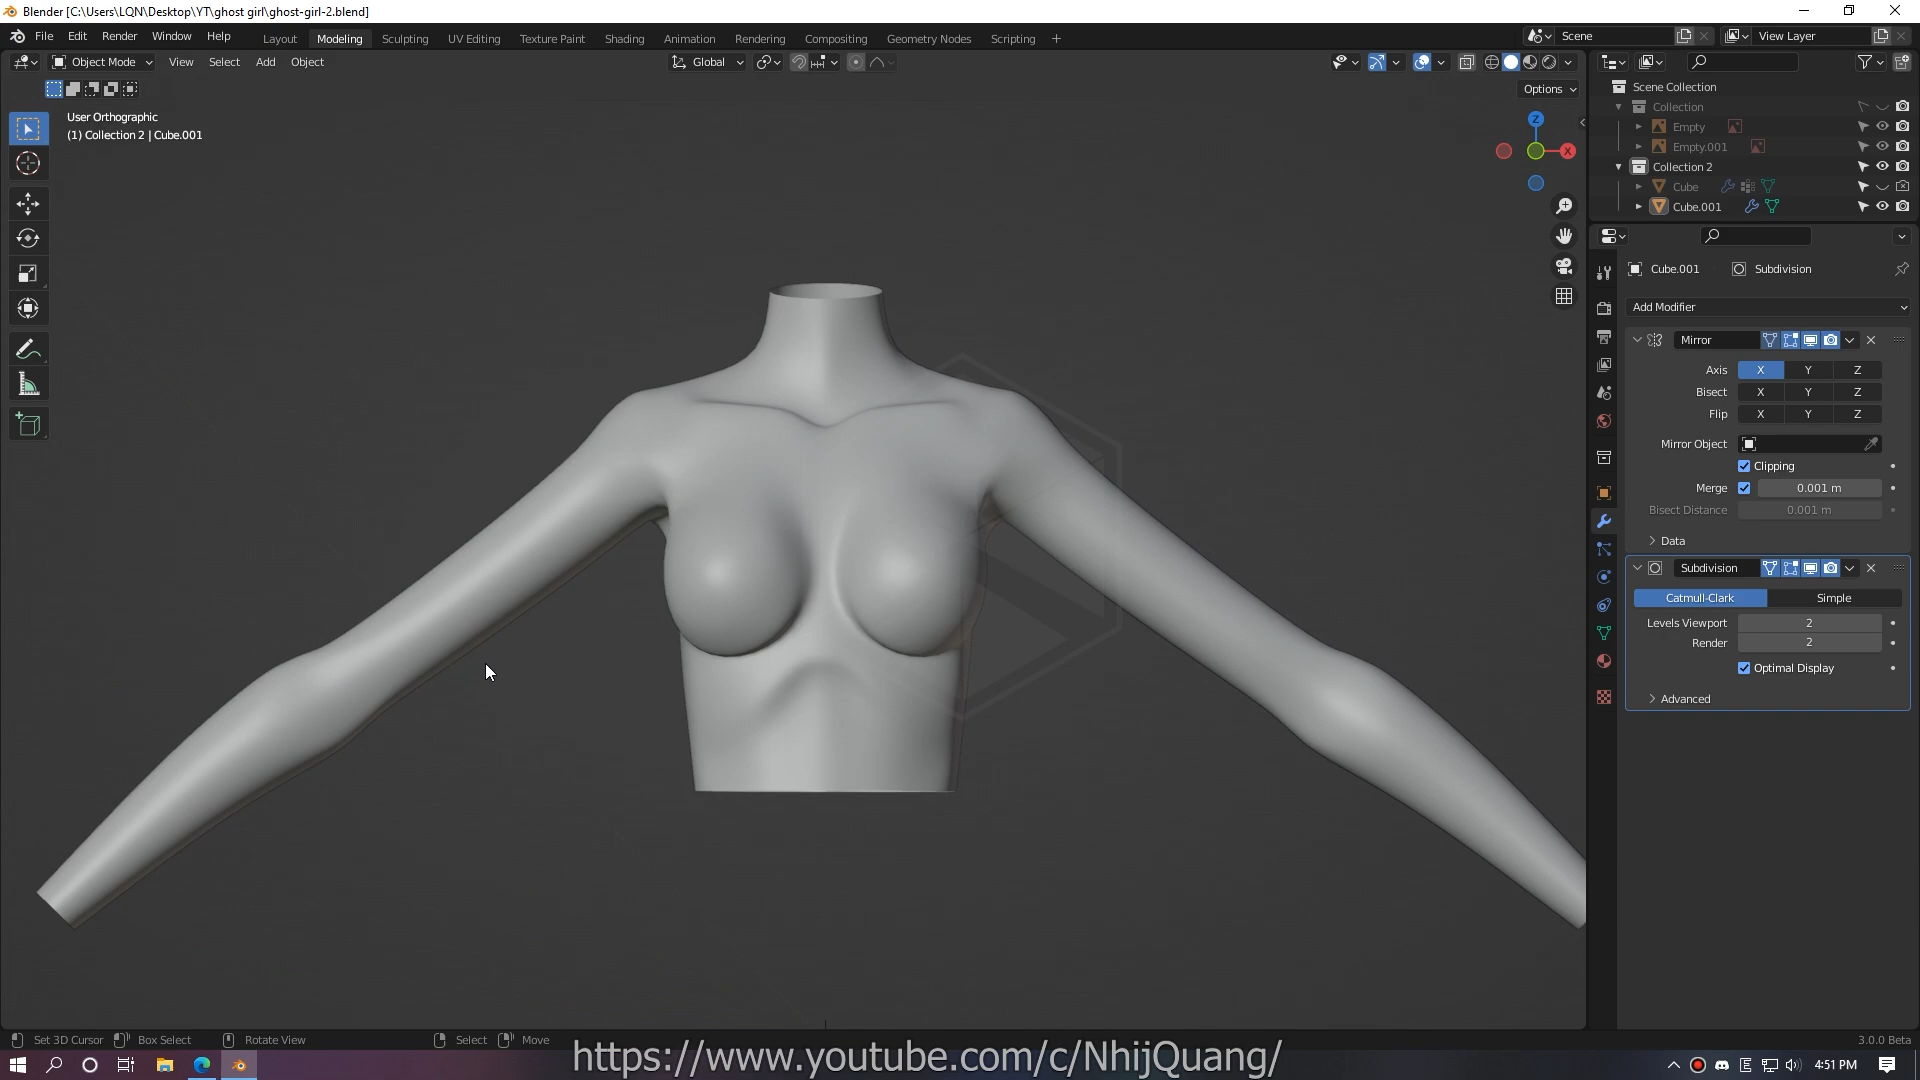 Blender [C:\Users\LQN\Desktop\YT\ghost girl\ghost-girl-2.blend]
File Edit Render Window Help Layout Modeling Sculpting UV Editing Texture Paint Shading Animation Rendering Compositing Geometry Nodes Scripting + Scene View Layer
Object Mode View Select Add Object Global
Options
User Orthographic
(1) Collection 2 | Cube.001
Z
X
Scene Collection
Collection
Empty
Empty.001
Collection 2
Cube
Cube.001
Cube.001 Subdivision
Add Modifier
Mirror
Axis X Y Z
Bisect X Y Z
Flip X Y Z
Mirror Object
Clipping
Merge 0.001 m
Bisect Distance 0.001 m
Data
Subdivision
Catmull-Clark Simple
Levels Viewport 2
Render 2
Optimal Display
Advanced
Set 3D Cursor Box Select Rotate View Select Move 3.0.0 Beta
https://www.youtube.com/c/NhijQuang/
E 4:51 PM